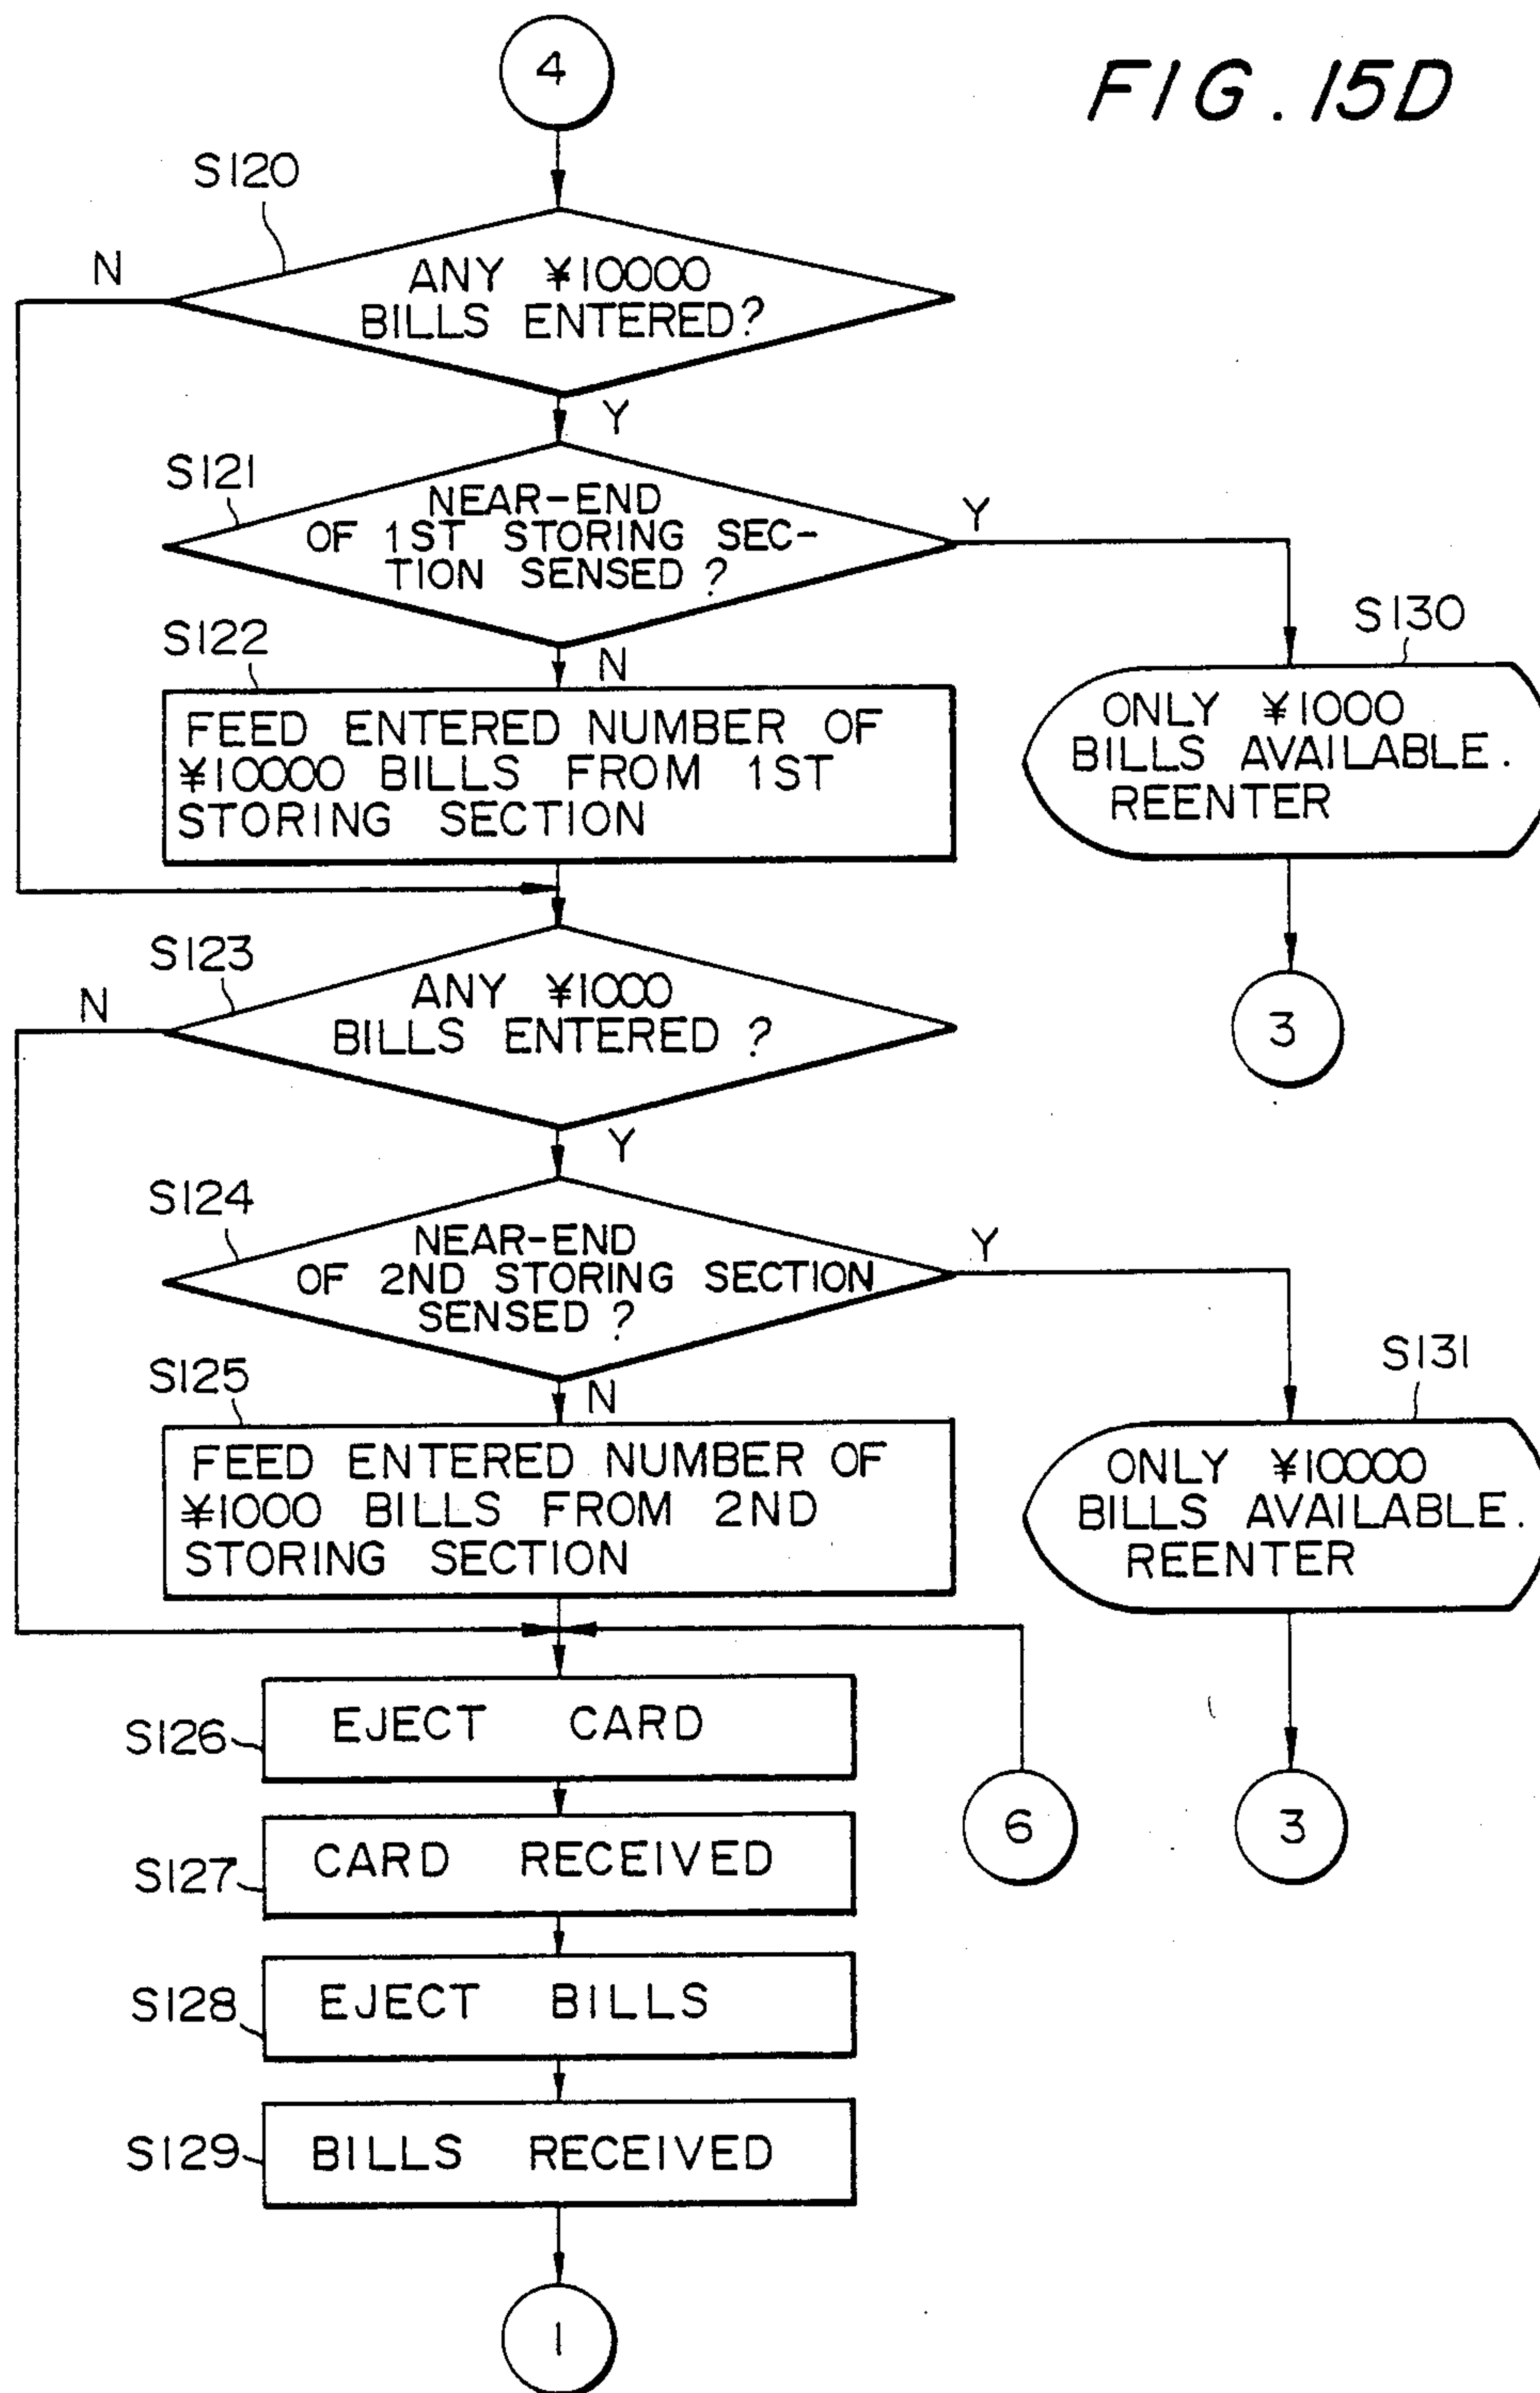 FIG. 15D
4
S120
N
ANY ¥10000
BILLS ENTERED?
Y
S121
NEAR-END
OF 1ST STORING SEC-
TION SENSED?
Y
S122
N
S130
FEED ENTERED NUMBER OF
¥10000 BILLS FROM 1ST
STORING SECTION
ONLY ¥1000
BILLS AVAILABLE.
REENTER
S123
N
ANY ¥1000
BILLS ENTERED?
3
Y
S124
NEAR-END
OF 2ND STORING SECTION
SENSED?
Y
S125
N
S131
FEED ENTERED NUMBER OF
¥1000 BILLS FROM 2ND
STORING SECTION
ONLY ¥10000
BILLS AVAILABLE.
REENTER
S126
EJECT CARD
6
3
S127
CARD RECEIVED
S128
EJECT BILLS
S129
BILLS RECEIVED
1